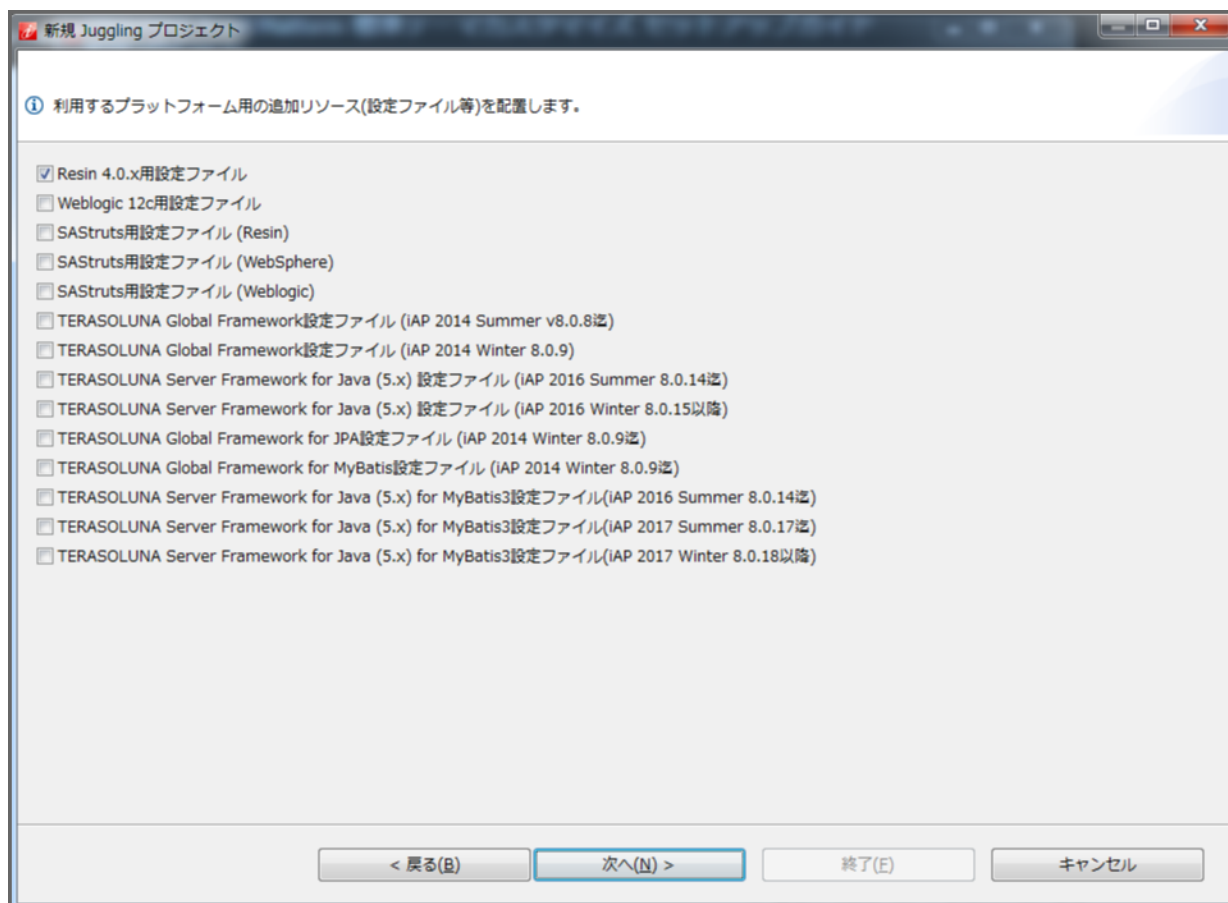 新規 Juggling プロジェクト
利用するプラットフォーム用の追加リソース(設定ファイル等)を配置します。
Resin 4.0.x用設定ファイル
Weblogic 12c用設定ファイル
SAStruts用設定ファイル (Resin)
SAStruts用設定ファイル (WebSphere)
SAStruts用設定ファイル (Weblogic)
TERASOLUNA Global Framework設定ファイル (iAP 2014 Summer v8.0.8迄)
TERASOLUNA Global Framework設定ファイル (iAP 2014 Winter 8.0.9)
TERASOLUNA Server Framework for Java (5.x) 設定ファイル (iAP 2016 Summer 8.0.14迄)
TERASOLUNA Server Framework for Java (5.x) 設定ファイル (iAP 2016 Winter 8.0.15以降)
TERASOLUNA Global Framework for JPA設定ファイル (iAP 2014 Winter 8.0.9迄)
TERASOLUNA Global Framework for MyBatis設定ファイル (iAP 2014 Winter 8.0.9迄)
TERASOLUNA Server Framework for Java (5.x) for MyBatis3設定ファイル(iAP 2016 Summer 8.0.14迄)
TERASOLUNA Server Framework for Java (5.x) for MyBatis3設定ファイル(iAP 2017 Summer 8.0.17迄)
TERASOLUNA Server Framework for Java (5.x) for MyBatis3設定ファイル(iAP 2017 Winter 8.0.18以降)
< 戻る(B) 次へ(N) > 終了(F) キャンセル